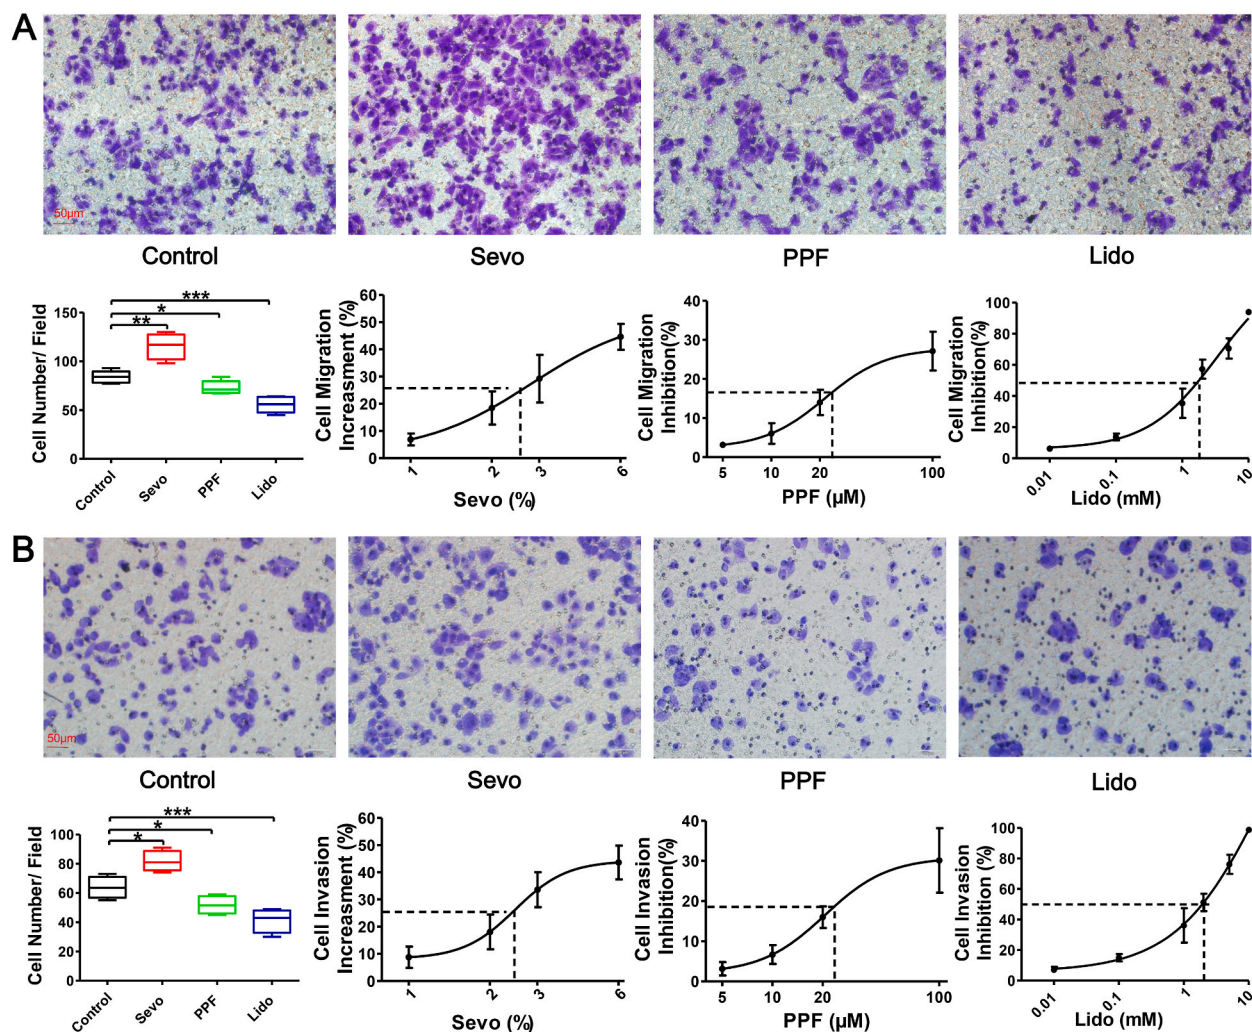 A
50μm
Control
Sevo
PPF
Lido
***
*
**
Cell Number/ Field
150
100
50
0
Control
Sevo
PPF
Lido
Cell Migration
Increasment (%)
60
50
40
30
20
10
0
1
2
3
6
Sevo (%)
Cell Migration
Inhibition(%)
40
30
20
10
0
5
10
20
100
PPF (μM)
Cell Migration
Inhibition(%)
100
80
60
40
20
0
0.01
0.1
1
10
Lido (mM)
B
50μm
Control
Sevo
PPF
Lido
***
*
*
Cell Number/ Field
100
80
60
40
20
0
Control
Sevo
PPF
Lido
Cell Invasion
Increasment (%)
60
50
40
30
20
10
0
1
2
3
6
Sevo (%)
Cell Invasion
Inhibition(%)
40
30
20
10
0
5
10
20
100
PPF (μM)
Cell Invasion
Inhibition (%)
100
80
60
40
20
0
0.01
0.1
1
10
Lido (mM)